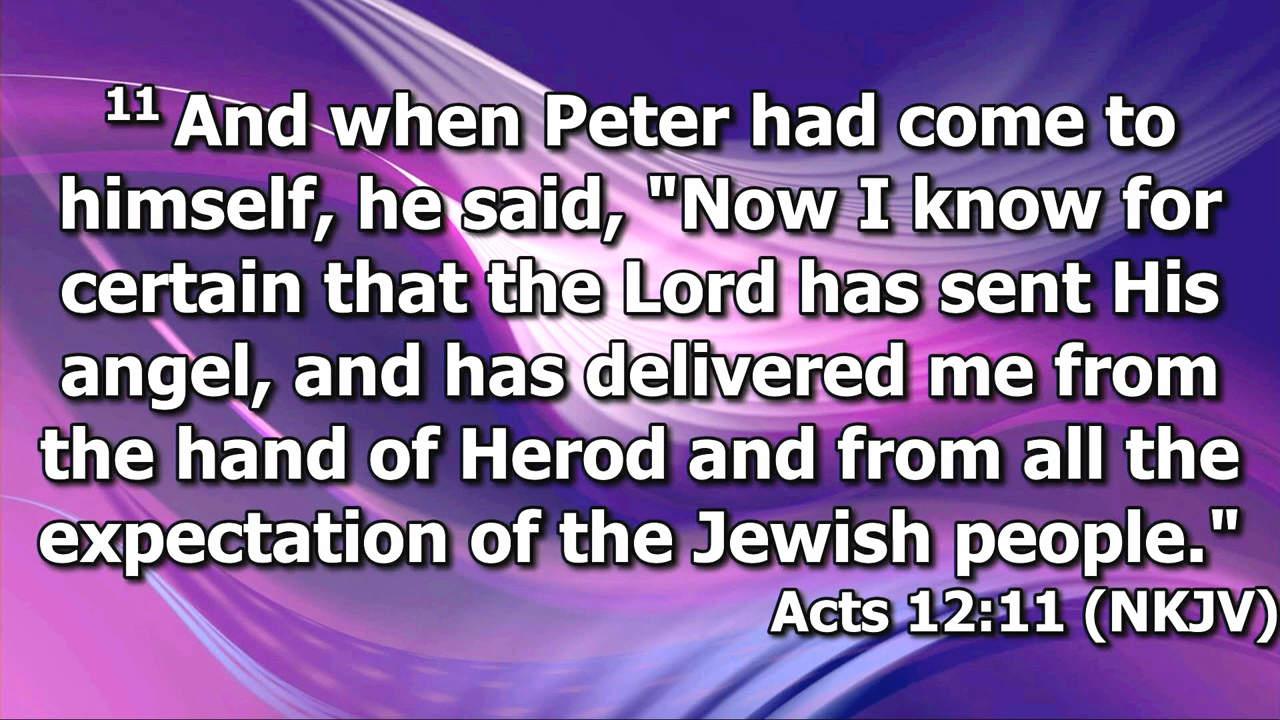 11 And when Peter had come to
himself, he said, "Now I know for
certain that the Lord has sent His
angel, and has delivered me from
the hand of Herod and from all the
expectation of the Jewish people."
Acts 12:11 (NKJV)